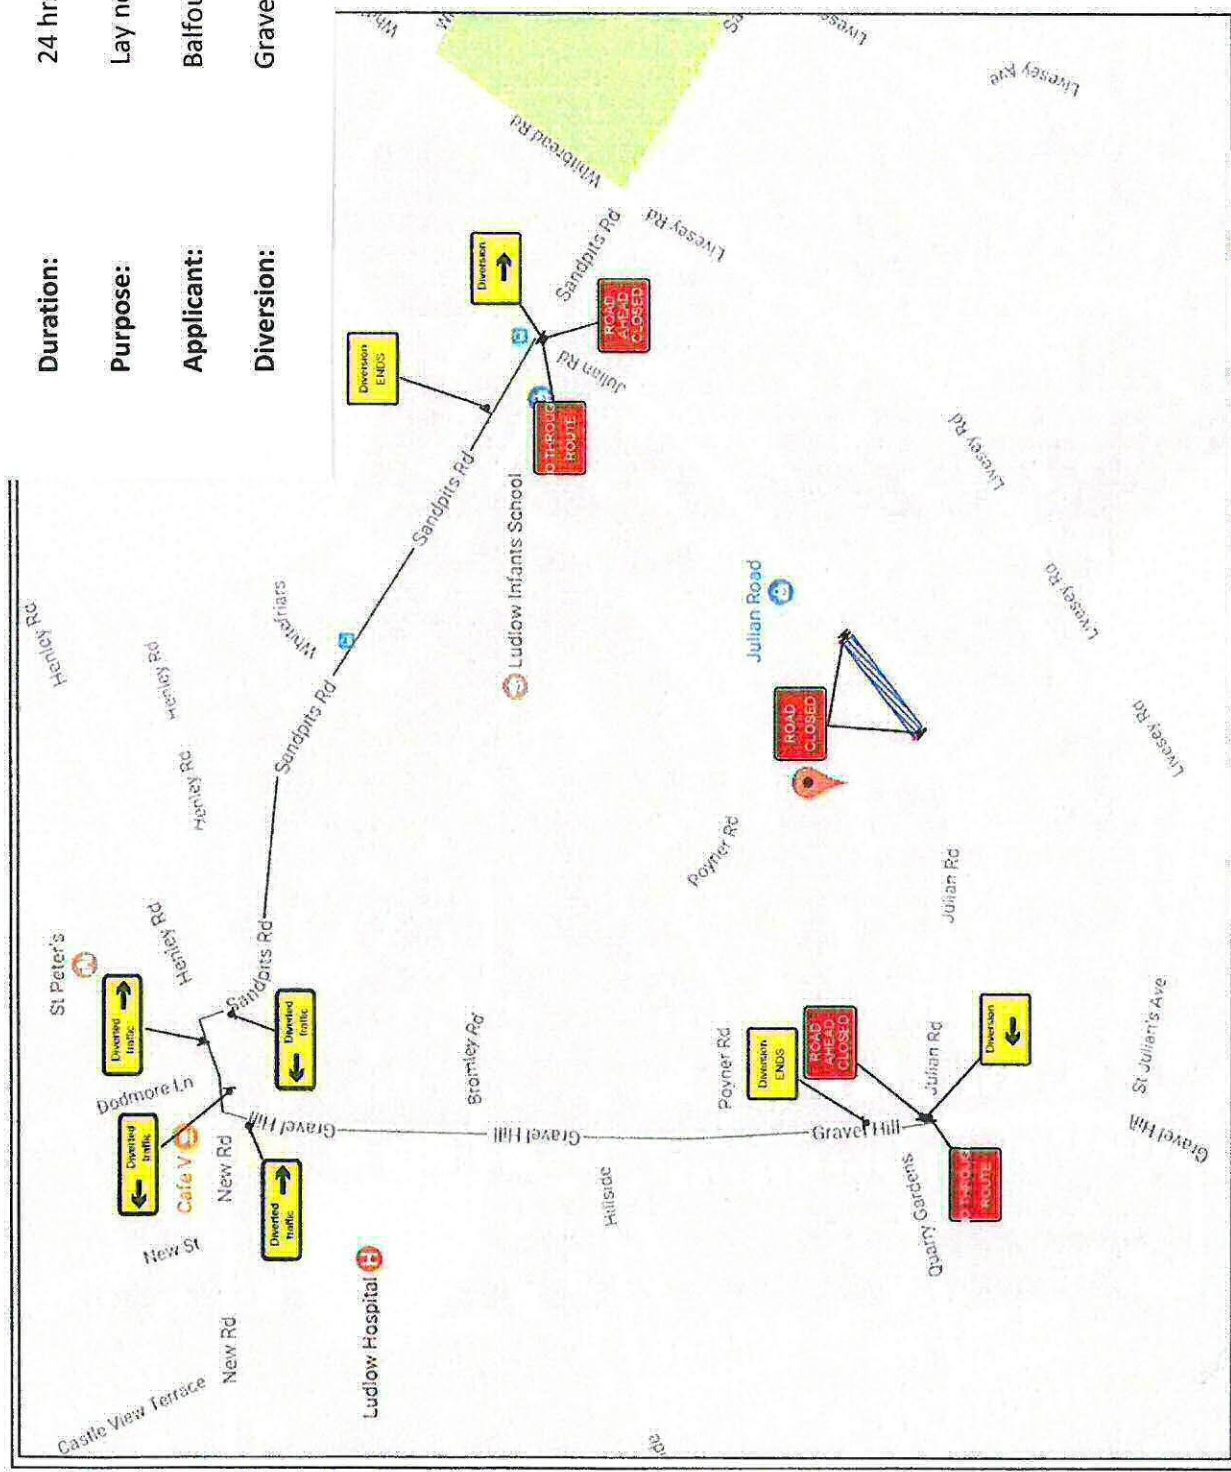 Duration:
24 hr
Purpose:
Lay n
Applicant:
Balfou
Diversion:
Grave
Henley Rd
Henley Rd
Henley Rd
Henley Rd
St Peter's
Diverted
traffic
Dodmore Ln
Diverted
traffic
Cafe V
New Rd
New St
Diverted
traffic
Diverted
traffic
Castle View Terrace
New Rd
Ludlow Hospital
Sandpits Rd
Sandpits Rd
Whitefriars
Sandpits Rd
Diversion
ENDS
Diversion
Sandpits Rd
Whitbread Rd
Livesey Rd
Julian Rd
ROAD
AHEAD
CLOSED
O THROUG
ROUTE
Ludlow Infants School
Livesey Ave
Livesey Rd
Livesey Rd
Livesey Rd
Julian Road
ROAD
CLOSED
Poyner Rd
Julian Rd
Gravel Hill
Gravel Hill
Bromley Rd
Hillside
Poyner Rd
Diversion
ENDS
ROAD
AHEAD
CLOSED
Gravel Hill
Julian Rd
Diversion
Quarry Gardens
ROUTE
St Julian's Ave
Gravel Hill